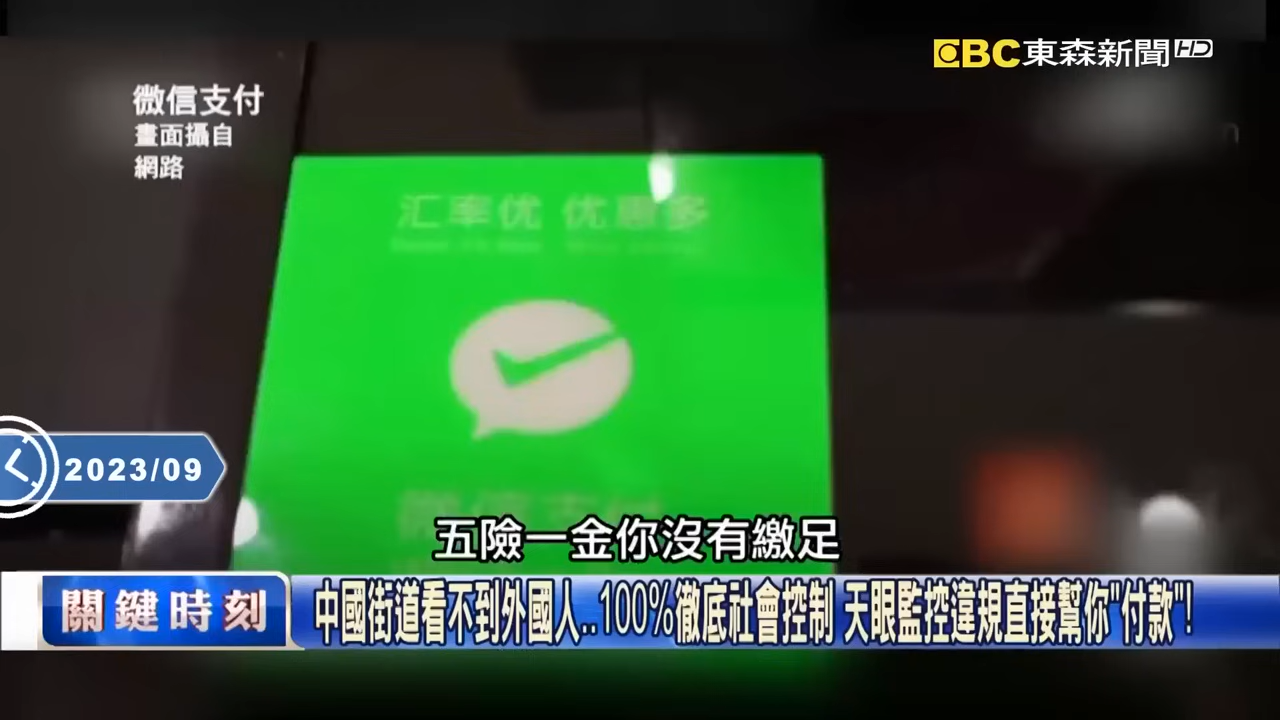 EBC東森新聞HD
微信支付
畫面攝自
網路
汇率优 优惠多
2023/09
五險一金你沒有繳足
關鍵時刻
中國街道看不到外國人..100%徹底社會控制 天眼監控違規直接幫你"付款"!